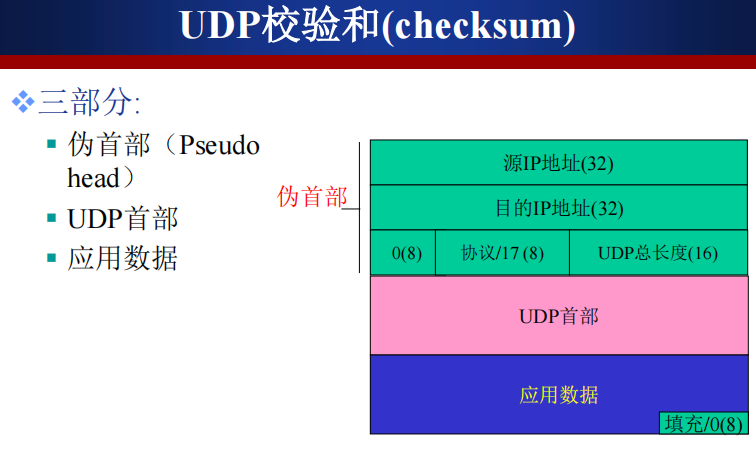 UDP校验和(checksum)
三部分:
伪首部（Pseudo
head）
UDP首部
应用数据
伪首部
源IP地址(32)
目的IP地址(32)
0(8) 协议/17 (8) UDP总长度(16)
UDP首部
应用数据
填充/0(8)